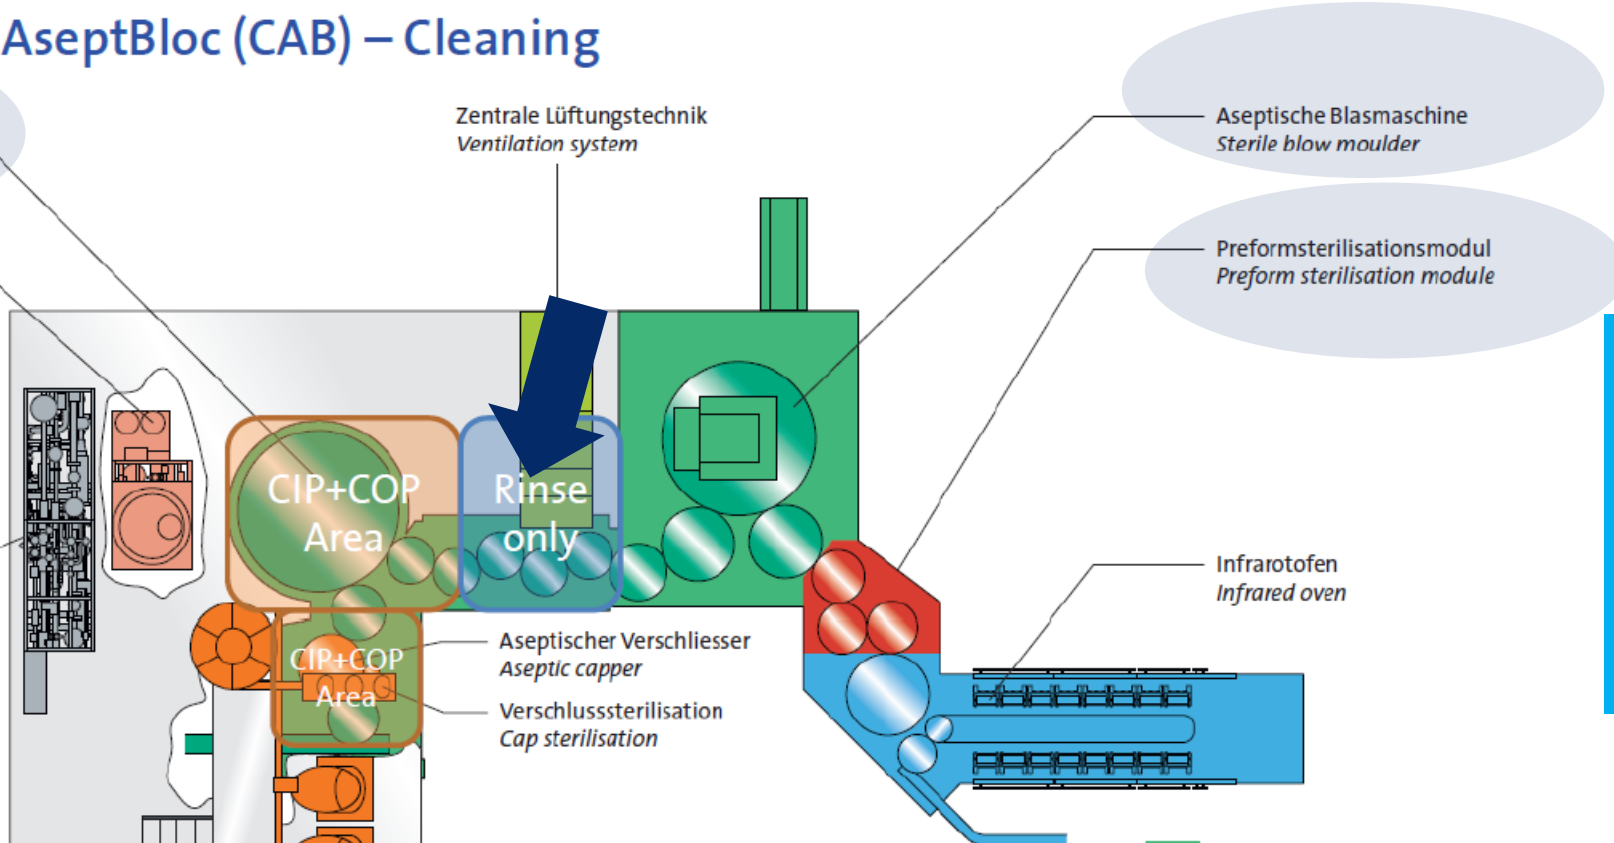 AseptBloc (CAB) – Cleaning
Zentrale Lüftungstechnik
Ventilation system
Aseptische Blasmaschine
Sterile blow moulder
Preformsterilisationsmodul
Preform sterilisation module
CIP+COP
Area
Rinse
only
Infrarotofen
Infrared oven
Aseptischer Verschliesser
Aseptic capper
CIP+COP
Area
Verschlusssterilisation
Cap sterilisation